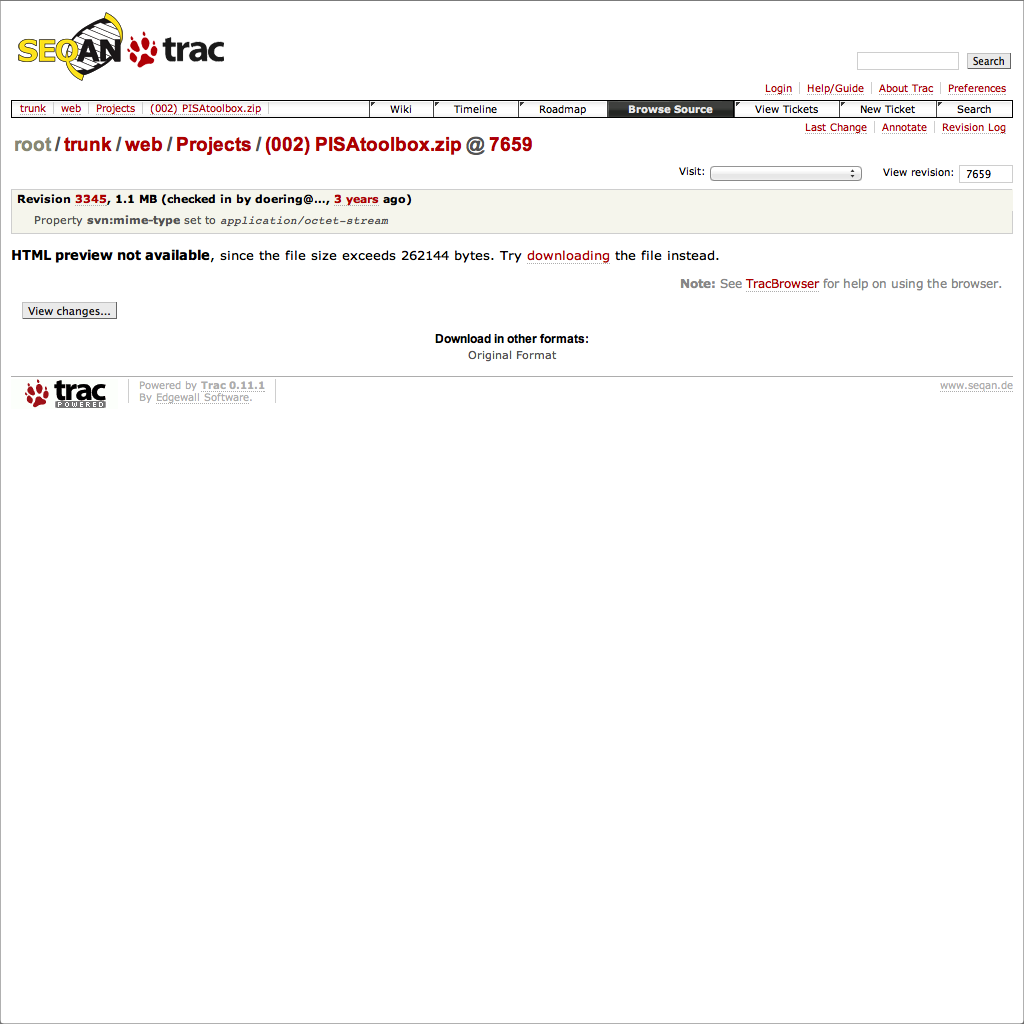 SEQAN trac
Search
Login Help/Guide About Trac Preferences
trunk web Projects (002) PISAtoolbox.zip Wiki Timeline Roadmap Browse Source View Tickets New Ticket Search
Last Change Annotate Revision Log
root / trunk / web / Projects / (002) PISAtoolbox.zip @ 7659
Visit: View revision: 7659
Revision 3345, 1.1 MB (checked in by doering@..., 3 years ago)
Property svn:mime-type set to application/octet-stream
HTML preview not available, since the file size exceeds 262144 bytes. Try downloading the file instead.
Note: See TracBrowser for help on using the browser.
View changes...
Download in other formats:
Original Format
trac POWERED
Powered by Trac 0.11.1
By Edgewall Software.
www.seqan.de